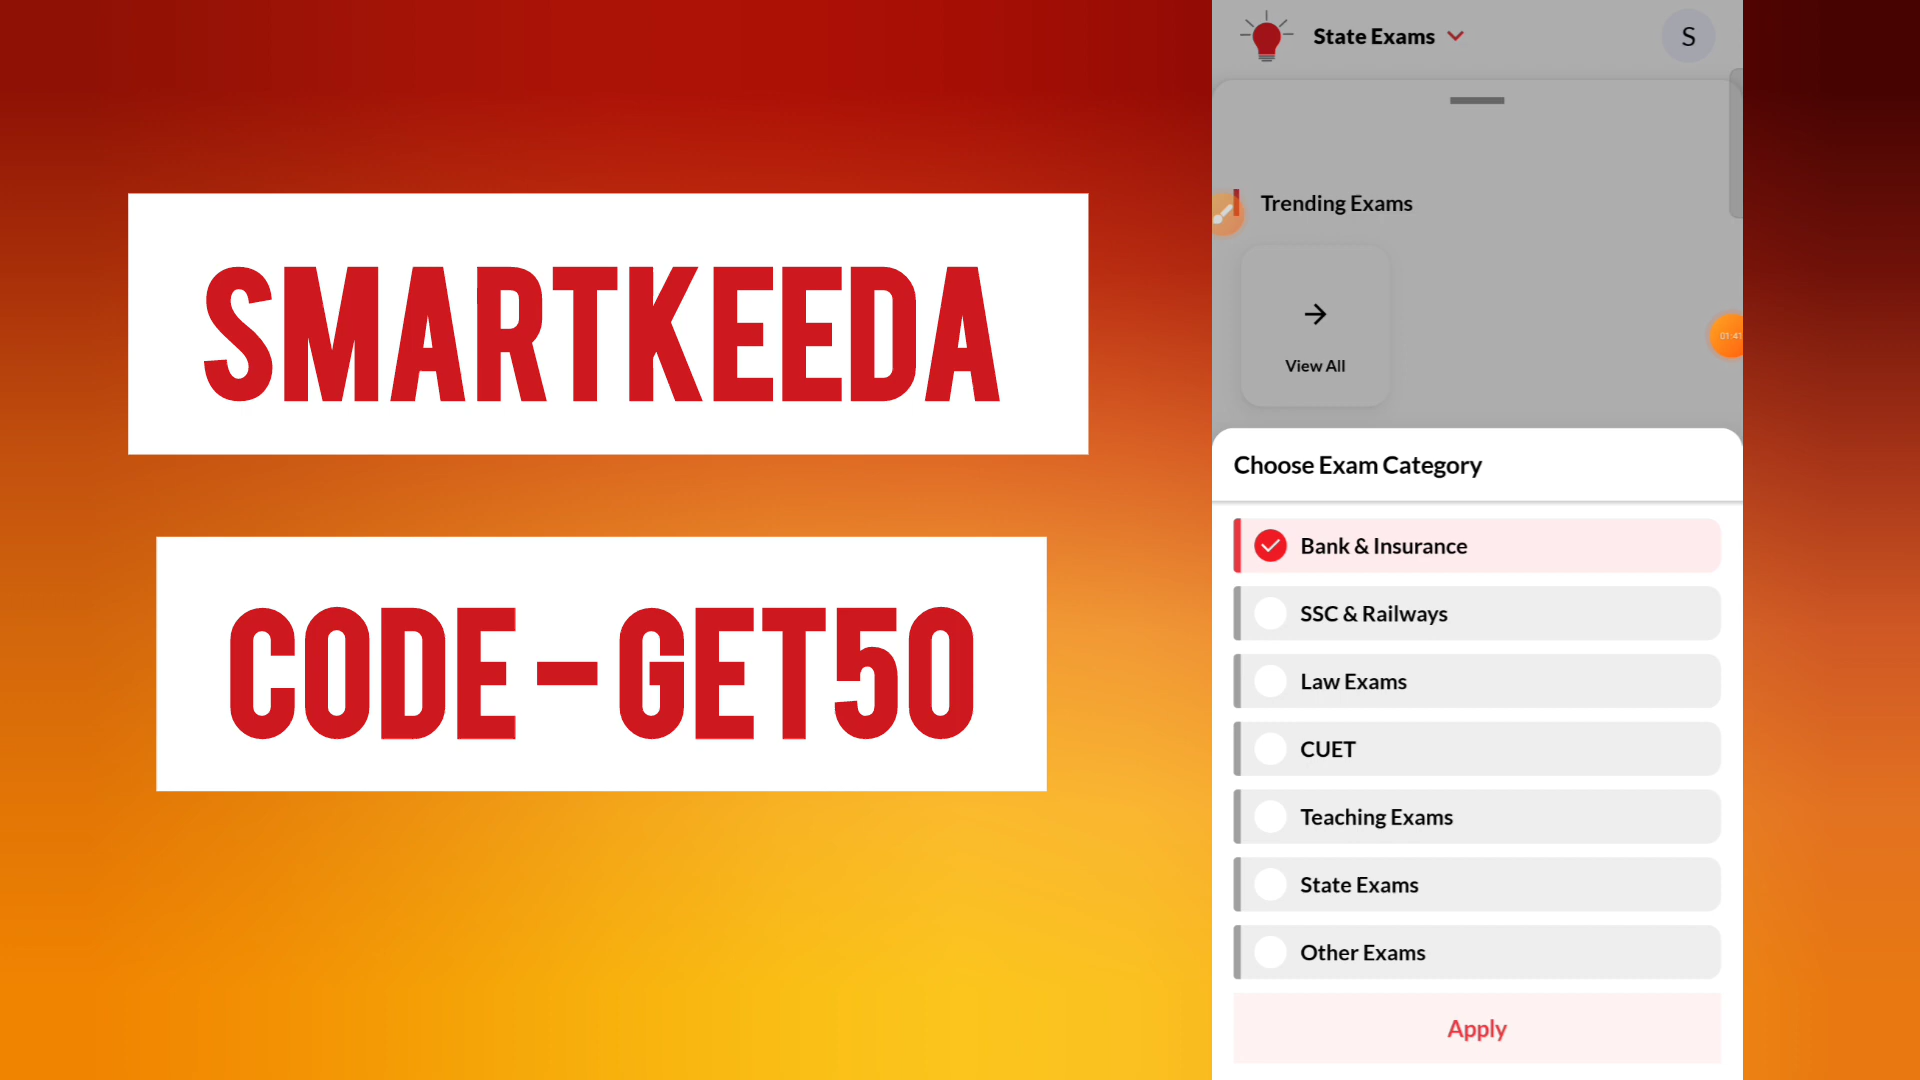 SMARTKEEDA
CODE - GET50
State Exams
S
Trending Exams
View All
Choose Exam Category
Bank & Insurance
SSC & Railways
Law Exams
CUET
Teaching Exams
State Exams
Other Exams
Apply